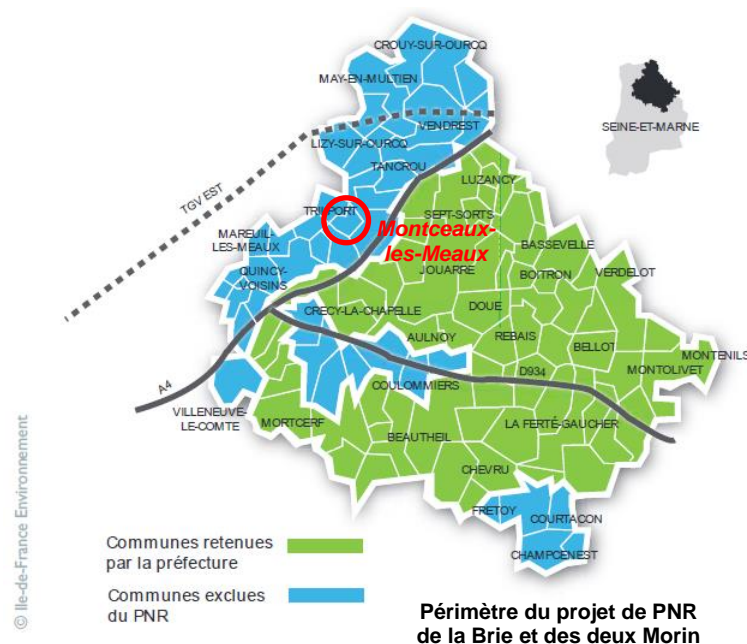 CROUY-SUR-OURCQ
MAY-EN-MULTIEN
VENDREST
LIZY-SUR-OURCQ
TANCROU
SEINE-ET-MARNE
TGV EST
LUZANCY
TRILPORT
SEPT-SORTS
Montceaux-
les-Meaux
MAREUIL-
LES-MEAUX
BASSEVELLE
JOUARRE
BOITRON
VERDELOT
QUINCY-
VOISINS
CRECY-LA-CHAPELLE
DOUE
AULNOY
REBAIS
BELLOT
MONTENILS
D934
MONTOLIVET
A4
COULOMMIERS
VILLENEUVE-
LE-COMTE
MORTCERF
LA FERTÉ-GAUCHER
BEAUTHEIL
CHEVRU
FRETOY
COURTACON
CHAMPCENEST
© Ile-de-France Environnement
Communes retenues
par la préfecture
Communes exclues
du PNR
Périmètre du projet de PNR
de la Brie et des deux Morin